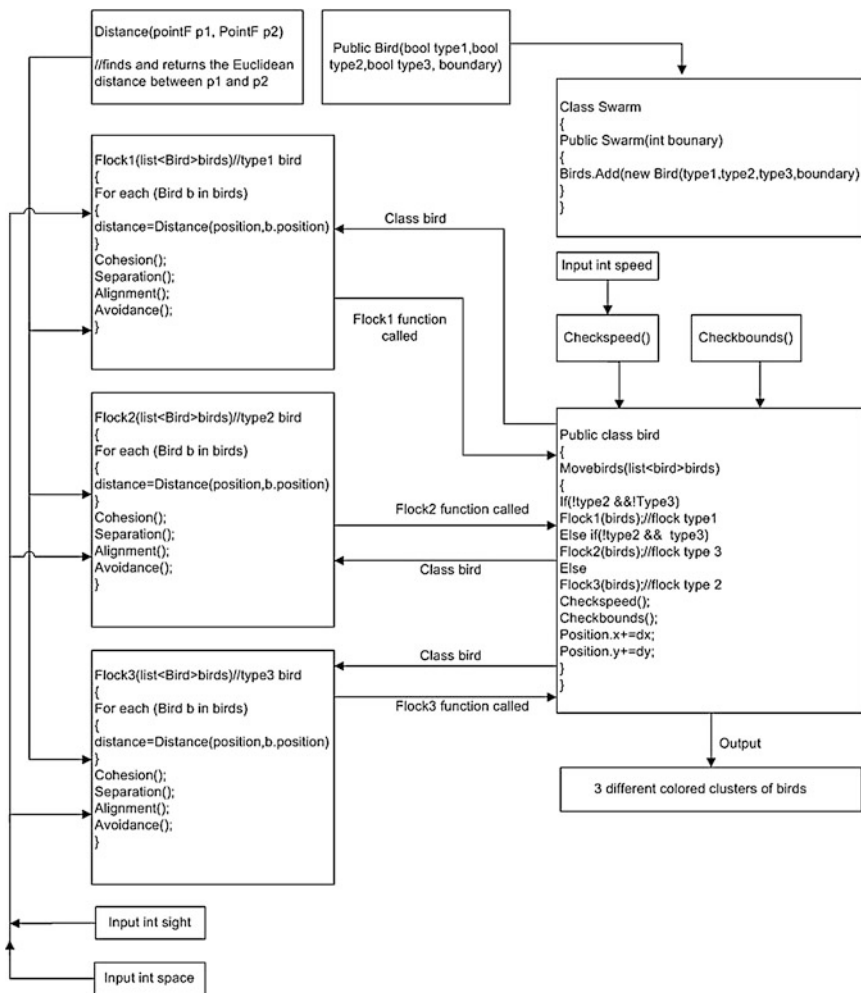 Distance(pointF p1, PointF p2)
//finds and returns the Euclidean
distance between p1 and p2
Public Bird(bool type1,bool
type2,bool type3, boundary)
Class Swarm
{
Public Swarm(int bounary)
{
Birds.Add(new Bird(type1,type2,type3,boundary)
}
}
Flock1(list<Bird>birds)//type1 bird
{
For each (Bird b in birds)
{
distance=Distance(position,b.position)
}
Cohesion();
Separation();
Alignment();
Avoidance();
}
Class bird
Flock1 function
called
Input int speed
Checkspeed()
Checkbounds()
Flock2(list<Bird>birds)//type2 bird
{
For each (Bird b in birds)
{
distance=Distance(position,b.position)
}
Cohesion();
Separation();
Alignment();
Avoidance();
}
Flock2 function called
Class bird
Public class bird
{
Movebirds(list<bird>birds)
{
If(!type2 &&!Type3)
Flock1(birds);//flock type1
Else if(!type2 && type3)
Flock2(birds);//flock type 3
Else
Flock3(birds);//flock type 2
Checkspeed();
Checkbounds();
Position.x+=dx;
Position.y+=dy;
}
}
Flock3(list<Bird>birds)//type3 bird
{
For each (Bird b in birds)
{
distance=Distance(position,b.position)
}
Cohesion();
Separation();
Alignment();
Avoidance();
}
Class bird
Flock3 function called
Output
3 different colored clusters of birds
Input int sight
Input int space